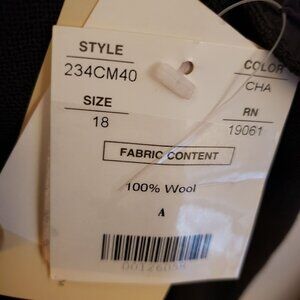 STYLE
234CM40
COLOR
CHA
SIZE
18
RN
19061
FABRIC CONTENT
100% Wool
A